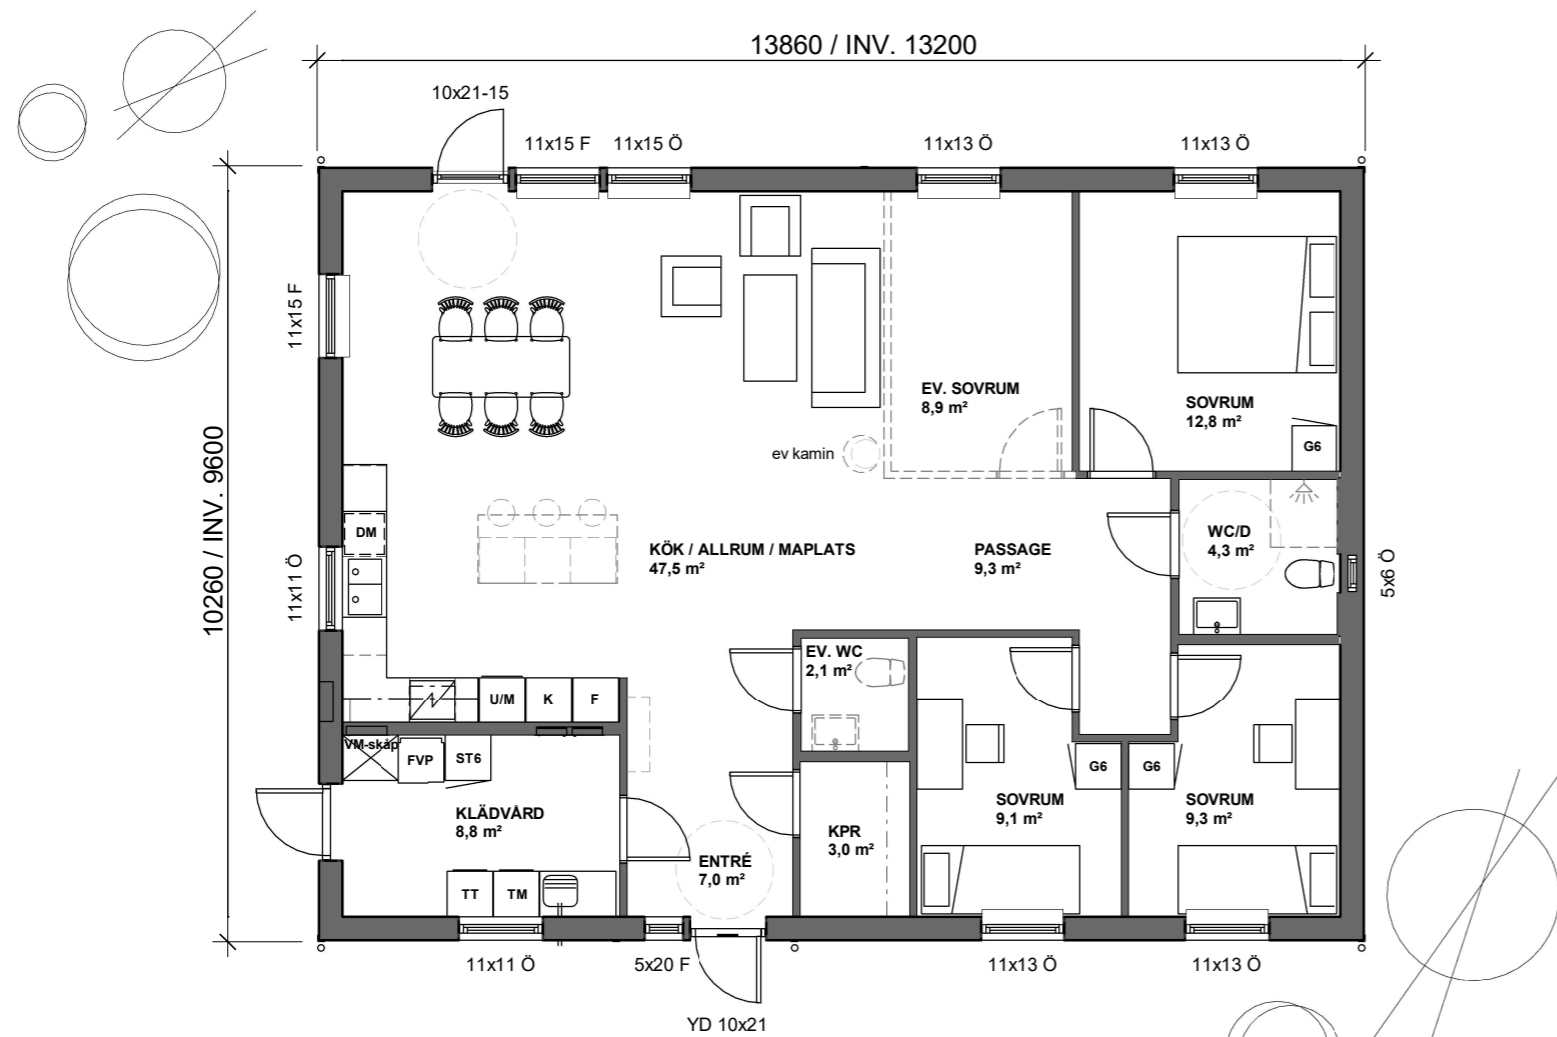 13860 / INV. 13200
10x21-15
11x15 F
11x15 Ö
11x13 Ö
11x13 Ö
11x15 F
10260 / INV. 9600
11x11 Ö
EV. SOVRUM
8,9 m²
SOVRUM
12,8 m²
G6
ev kamin
DM
KÖK / ALLRUM / MAPLATS
47,5 m²
PASSAGE
9,3 m²
WC/D
4,3 m²
5x6 Ö
EV. WC
2,1 m²
U/M
K
F
VM-skåp
FVP
ST6
G6
G6
KLÄDVÅRD
8,8 m²
SOVRUM
9,1 m²
SOVRUM
9,3 m²
KPR
3,0 m²
ENTRÉ
7,0 m²
TT
TM
11x11 Ö
5x20 F
11x13 Ö
11x13 Ö
YD 10x21